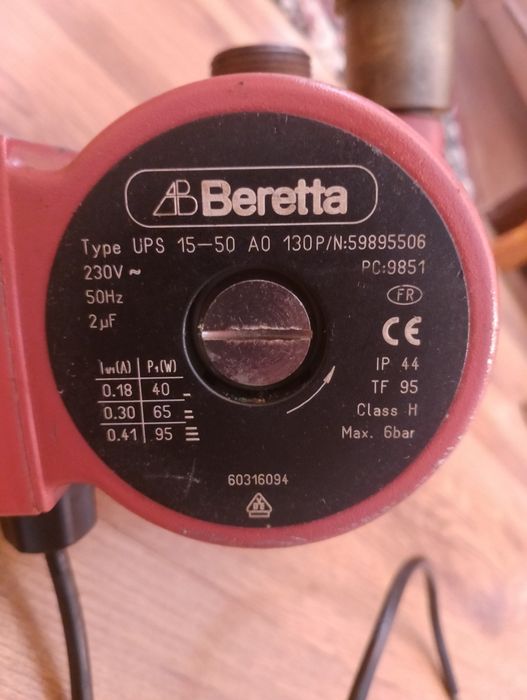 AB Beretta
Type UPS 15-50 AO 130 P/N:59895506
230V ~ PC:9851
50Hz FR
2µF CE
I₁/₁(A) P₁(W) IP 44
0.18 40 TF 95
0.30 65 Class H
0.41 95 Max. 6bar
60316094